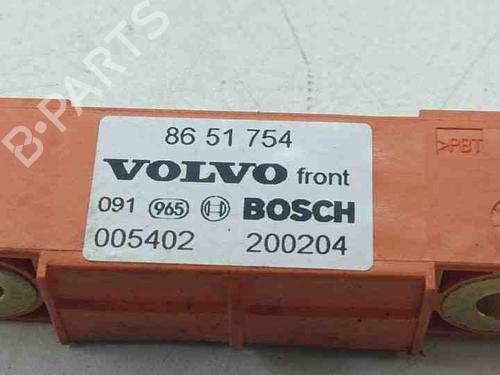 B-PARTS
86 51 754
VOLVO front
091 965 BOSCH
005402 200204
>PBT